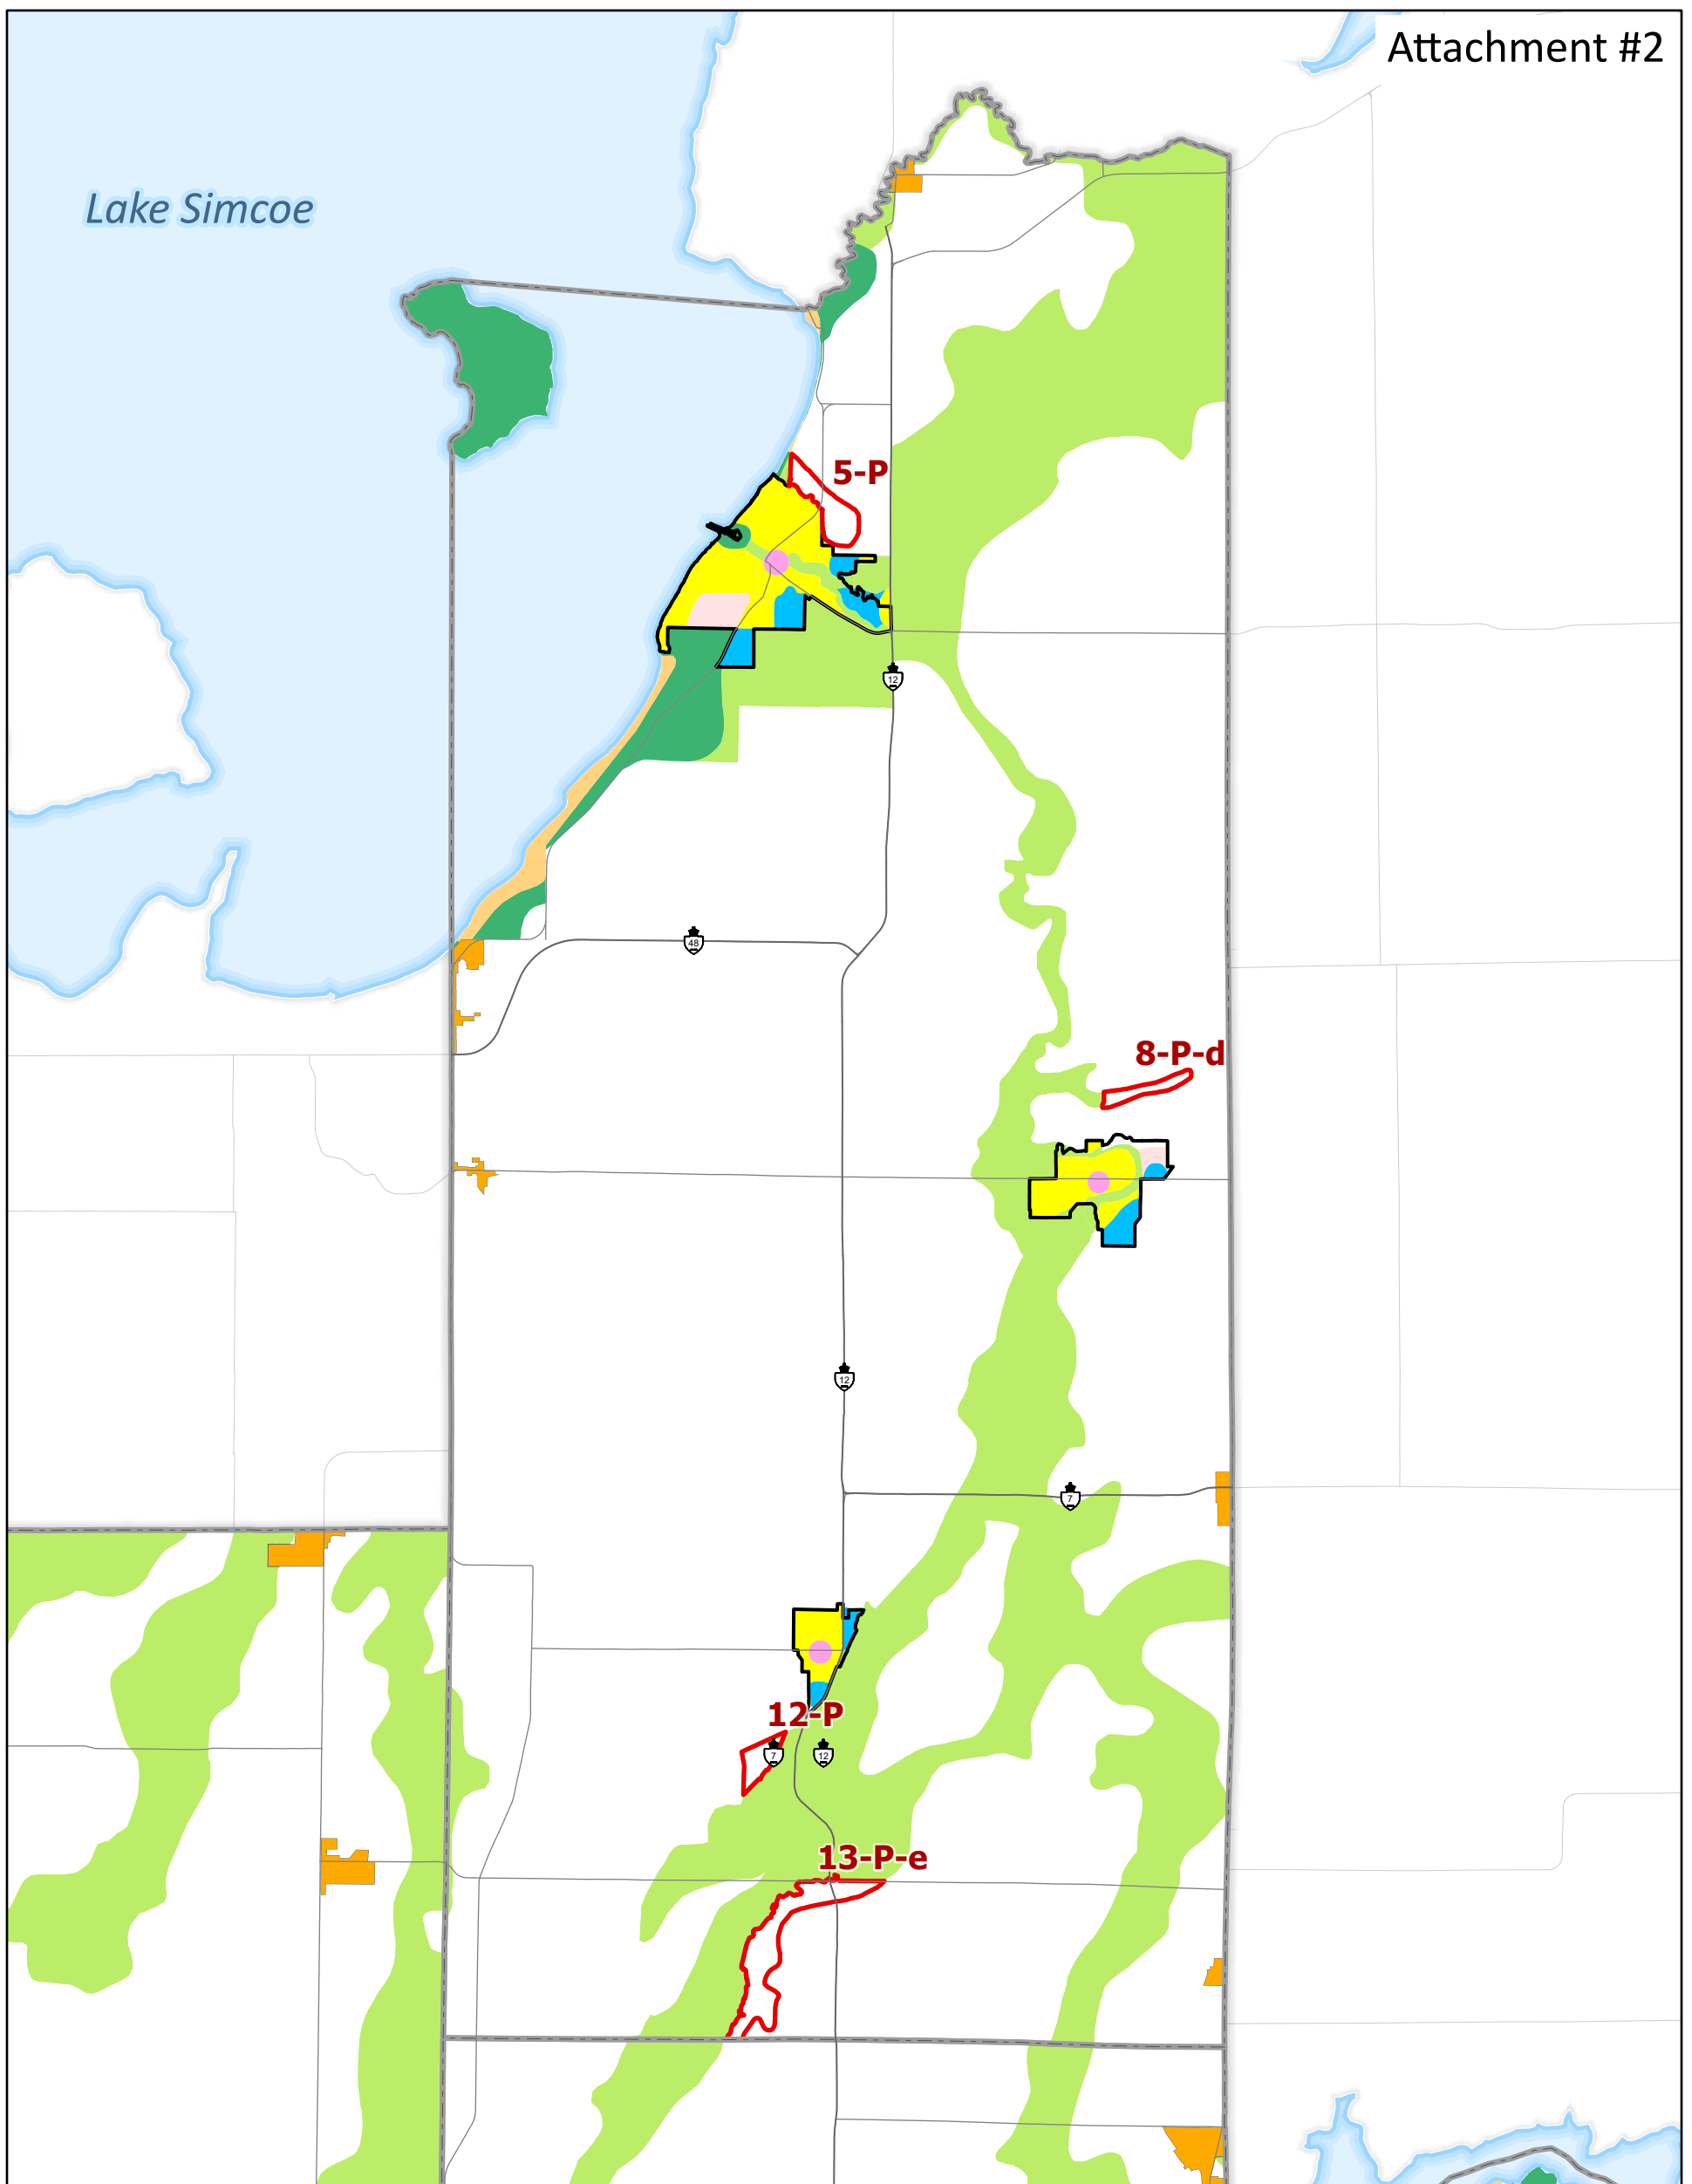 Attachment #2
Lake Simcoe
5-P
12
48
8-P-d
12
7
12-P
7
12
13-P-e